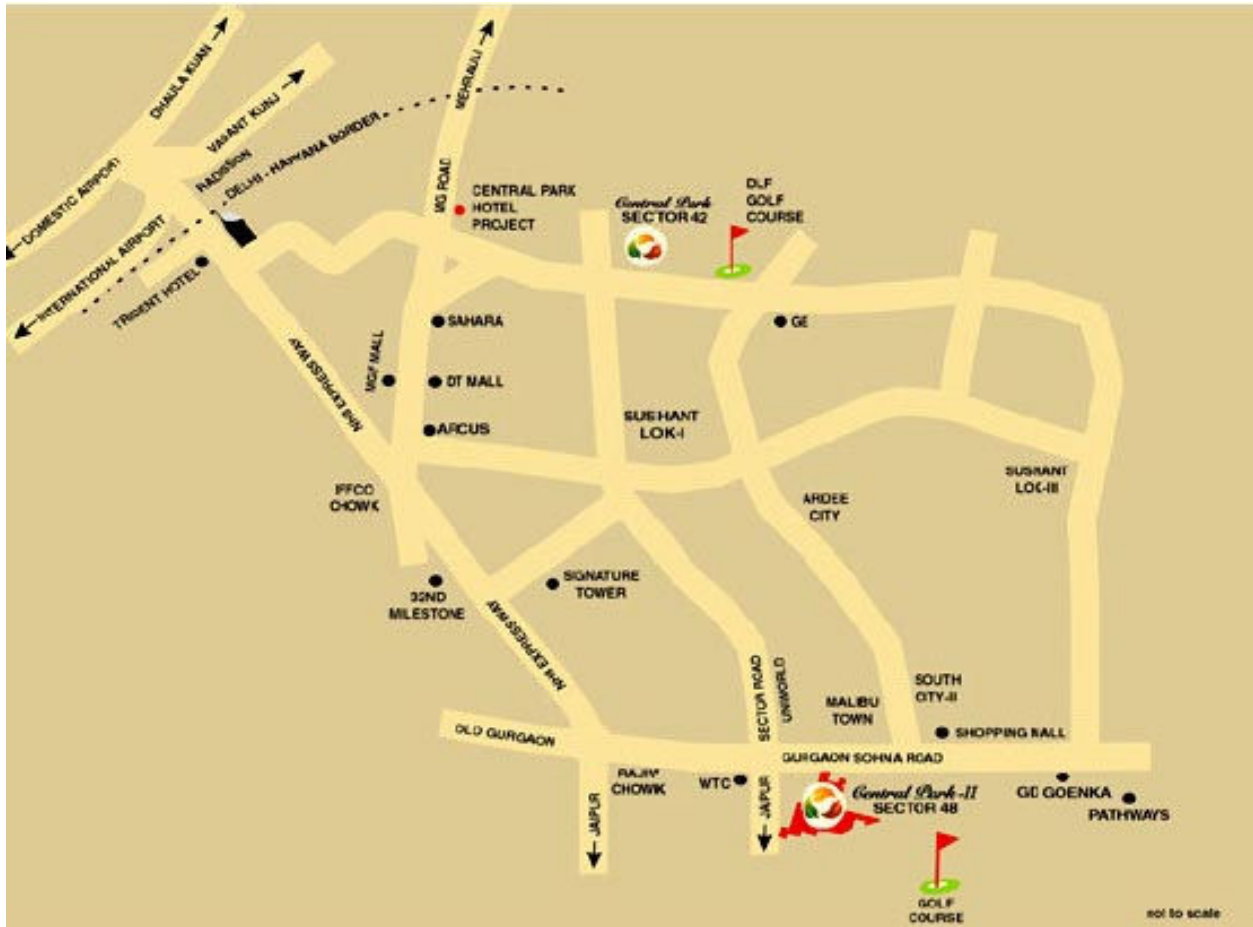 DHAULA KUAN
VASANT KUNJ
MEHRAULI
DELHI - HARYANA BORDER
RADISSON
DOMESTIC AIRPORT
INTERNATIONAL AIRPORT
TRIDENT HOTEL
MG ROAD
CENTRAL PARK
HOTEL
PROJECT
Central Park
SECTOR 42
DLF
GOLF
COURSE
SAHARA
GE
NH8 EXPRESS WAY
MGF MALL
DT MALL
ARCUS
SUSHANT
LOK-I
SUSHANT
LOK-III
IFFCO
CHOWK
ARDEE
CITY
32ND
MILESTONE
SIGNATURE
TOWER
NH8 EXPRESS WAY
SECTOR ROAD
UNIWORLD
SOUTH
CITY-II
MALIBU
TOWN
OLD GURGAON
SHOPPING MALL
GURGAON SOHNA ROAD
RAJIV
CHOWK
WTC
JAIPUR
JAIPUR
Central Park-II
SECTOR 48
GD GOENKA
PATHWAYS
GOLF
COURSE
not to scale